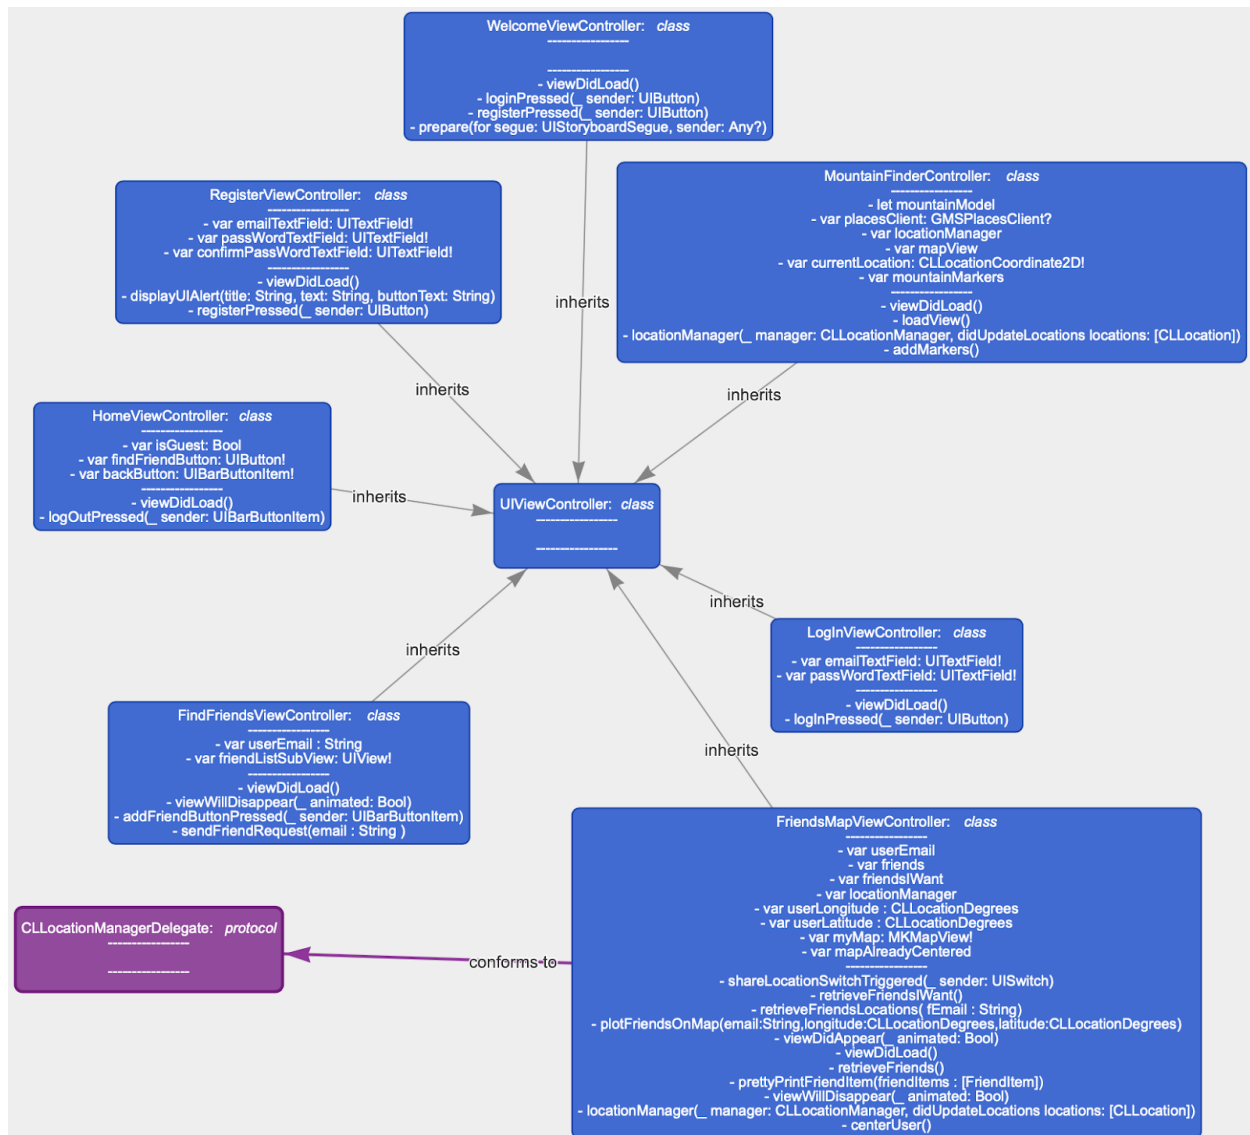 WelcomeViewController: class
-----------------
-----------------
- viewDidLoad()
- loginPressed(_ sender: UIButton)
- registerPressed(_ sender: UIButton)
- prepare(for segue: UIStoryboardSegue, sender: Any?)
RegisterViewController: class
-----------------
- var emailTextField: UITextField!
- var passWordTextField: UITextField!
- var confirmPassWordTextField: UITextField!
-----------------
- viewDidLoad()
- displayUIAlert(title: String, text: String, buttonText: String)
- registerPressed(_ sender: UIButton)
MountainFinderController: class
-----------------
- let mountainModel
- var placesClient: GMSPlacesClient?
- var locationManager
- var mapView
- var currentLocation: CLLocationCoordinate2D!
- var mountainMarkers
-----------------
- viewDidLoad()
- loadView()
- locationManager(_ manager: CLLocationManager, didUpdateLocations locations: [CLLocation])
- addMarkers()
inherits
inherits
inherits
HomeViewController: class
-----------------
- var isGuest: Bool
- var findFriendButton: UIButton!
- var backButton: UIBarButtonItem!
-----------------
- viewDidLoad()
- logOutPressed(_ sender: UIBarButtonItem)
inherits
UIViewController: class
-----------------
-----------------
inherits
inherits
LogInViewController: class
-----------------
- var emailTextField: UITextField!
- var passWordTextField: UITextField!
-----------------
- viewDidLoad()
- logInPressed(_ sender: UIButton)
FindFriendsViewController: class
-----------------
- var userEmail : String
- var friendListSubView: UIView!
-----------------
- viewDidLoad()
- viewWillDisappear(_ animated: Bool)
- addFriendButtonPressed(_ sender: UIBarButtonItem)
- sendFriendRequest(email : String )
inherits
FriendsMapViewController: class
-----------------
- var userEmail
- var friends
- var friendsIWant
- var locationManager
- var userLongitude : CLLocationDegrees
- var userLatitude : CLLocationDegrees
- var myMap: MKMapView!
- var mapAlreadyCentered
-----------------
- shareLocationSwitchTriggered(_ sender: UISwitch)
- retrieveFriendsIWant()
- retrieveFriendsLocations( fEmail : String)
- plotFriendsOnMap(email:String,longitude:CLLocationDegrees,latitude:CLLocationDegrees)
- viewDidAppear(_ animated: Bool)
- viewDidLoad()
- retrieveFriends()
- prettyPrintFriendItem(friendItems : [FriendItem])
- viewWillDisappear(_ animated: Bool)
- locationManager(_ manager: CLLocationManager, didUpdateLocations locations: [CLLocation])
- centerUser()
CLLocationManagerDelegate: protocol
-----------------
-----------------
conforms to